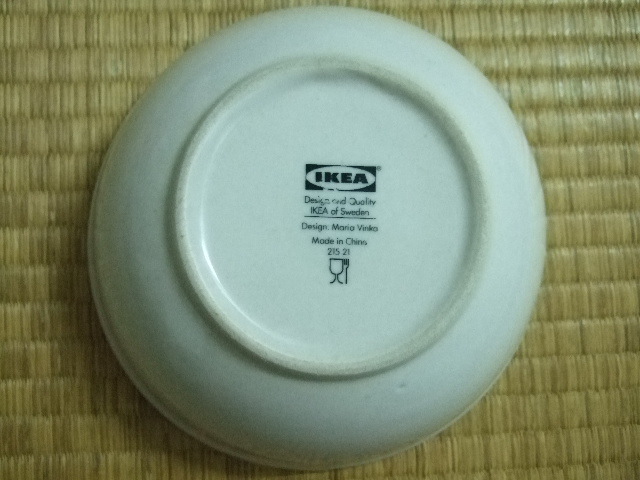 IKEA
Design and Quality
IKEA of Sweden
Design: Maria Vinka
Made in China
215 21